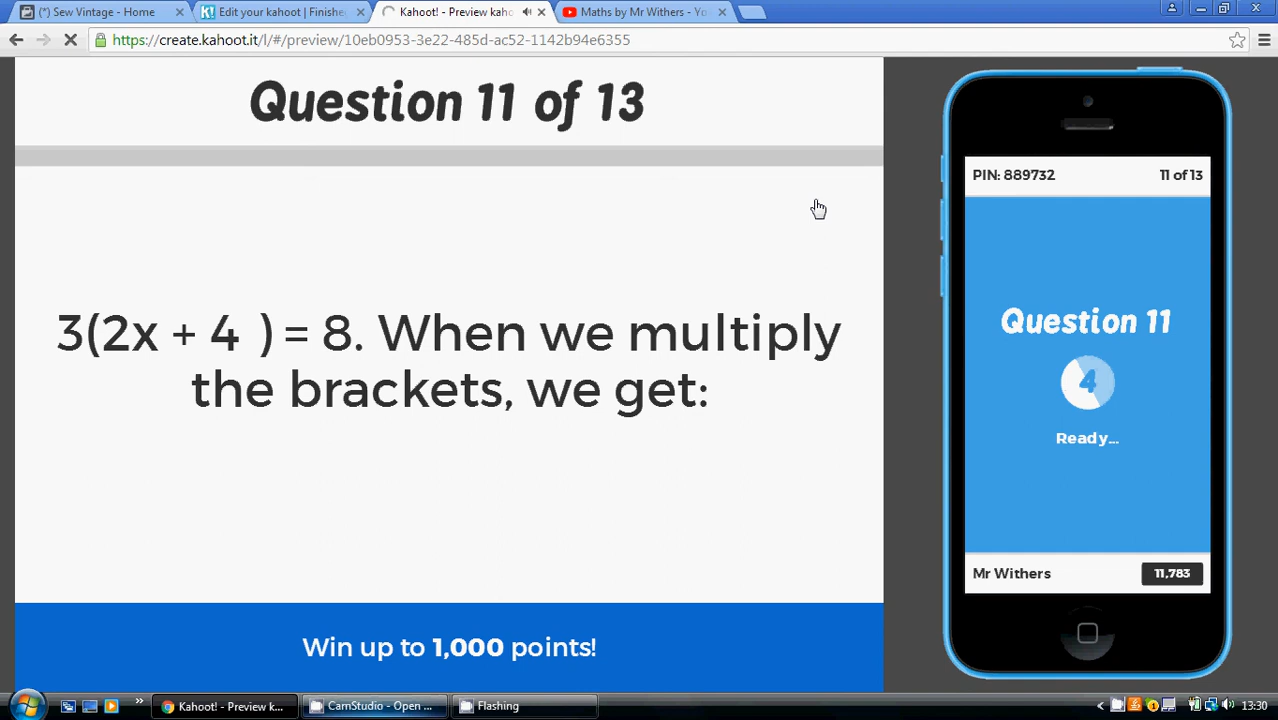 (*) Sew Vintage - Home
Edit your kahoot | Finishe
Kahoot! - Preview kaho
Maths by Mr Withers - Yo
https://create.kahoot.it/l/#/preview/10eb0953-3e22-485d-ac52-1142b94e6355
Question 11 of 13
3(2x + 4 ) = 8. When we multiply
the brackets, we get:
Win up to 1,000 points!
PIN: 889732 11 of 13
Question 11
4
Ready...
Mr Withers 11,783
Kahoot! - Preview k...
CamStudio - Open ...
Flashing
13:30